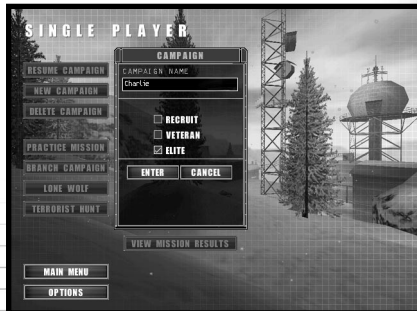 SINGLE PLAYER
CAMPAIGN
CAMPAIGN NAME
Charlie
RECRUIT
VETERAN
ELITE
ENTER CANCEL
RESUME CAMPAIGN
NEW CAMPAIGN
DELETE CAMPAIGN
PRACTICE MISSION
BRANCH CAMPAIGN
LONE WOLF
TERRORIST HUNT
VIEW MISSION RESULTS
MAIN MENU
OPTIONS